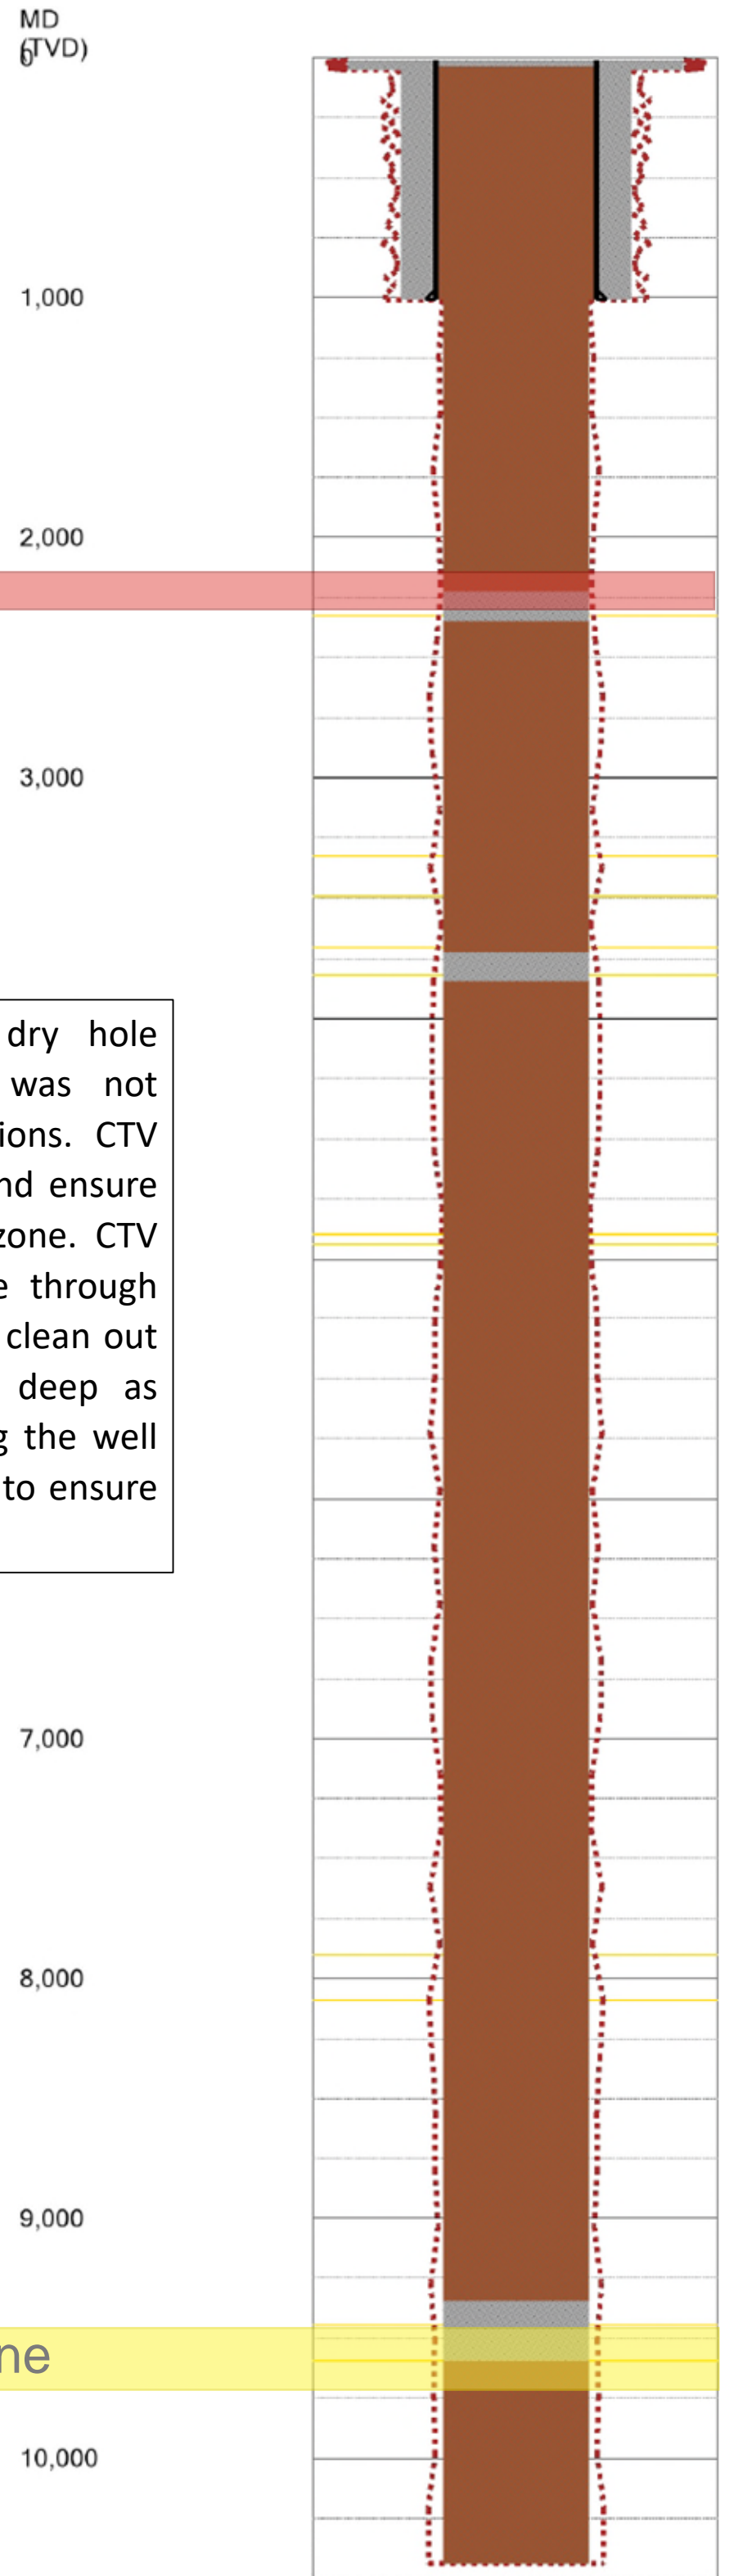 MD
(TVD)
0
1,000
2,000
3,000
dry hole
was not
ions. CTV
nd ensure
zone. CTV
e through
clean out
deep as
g the well
to ensure
7,000
8,000
9,000
ne
10,000